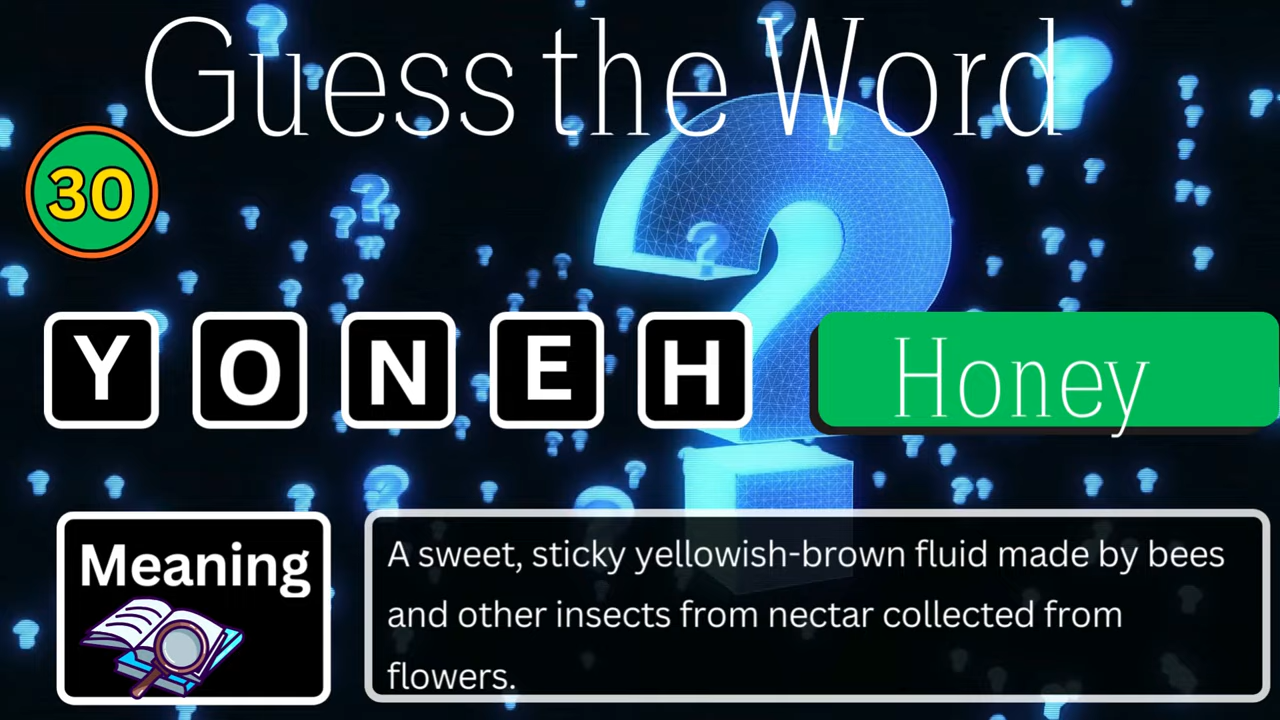 Guess the Word
30
Y O N E H
Honey
Meaning
A sweet, sticky yellowish-brown fluid made by bees
and other insects from nectar collected from
flowers.